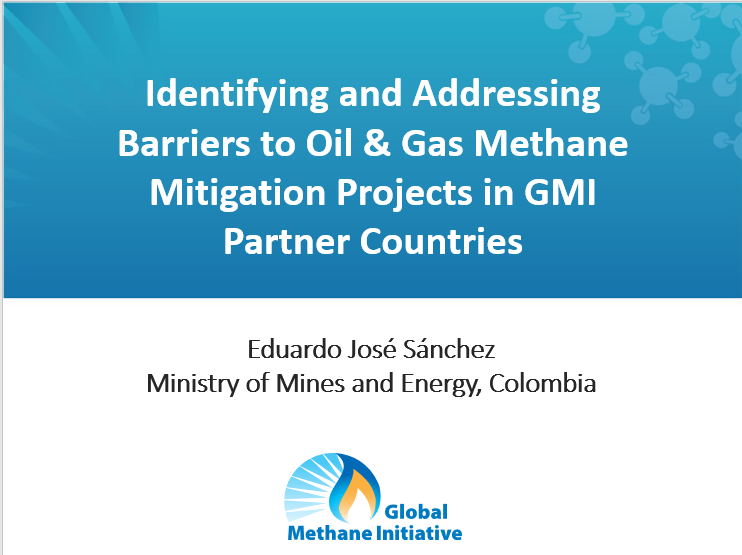 Identifying and Addressing
Barriers to Oil & Gas Methane
Mitigation Projects in GMI
Partner Countries
Eduardo José Sánchez
Ministry of Mines and Energy, Colombia
Global
Methane Initiative